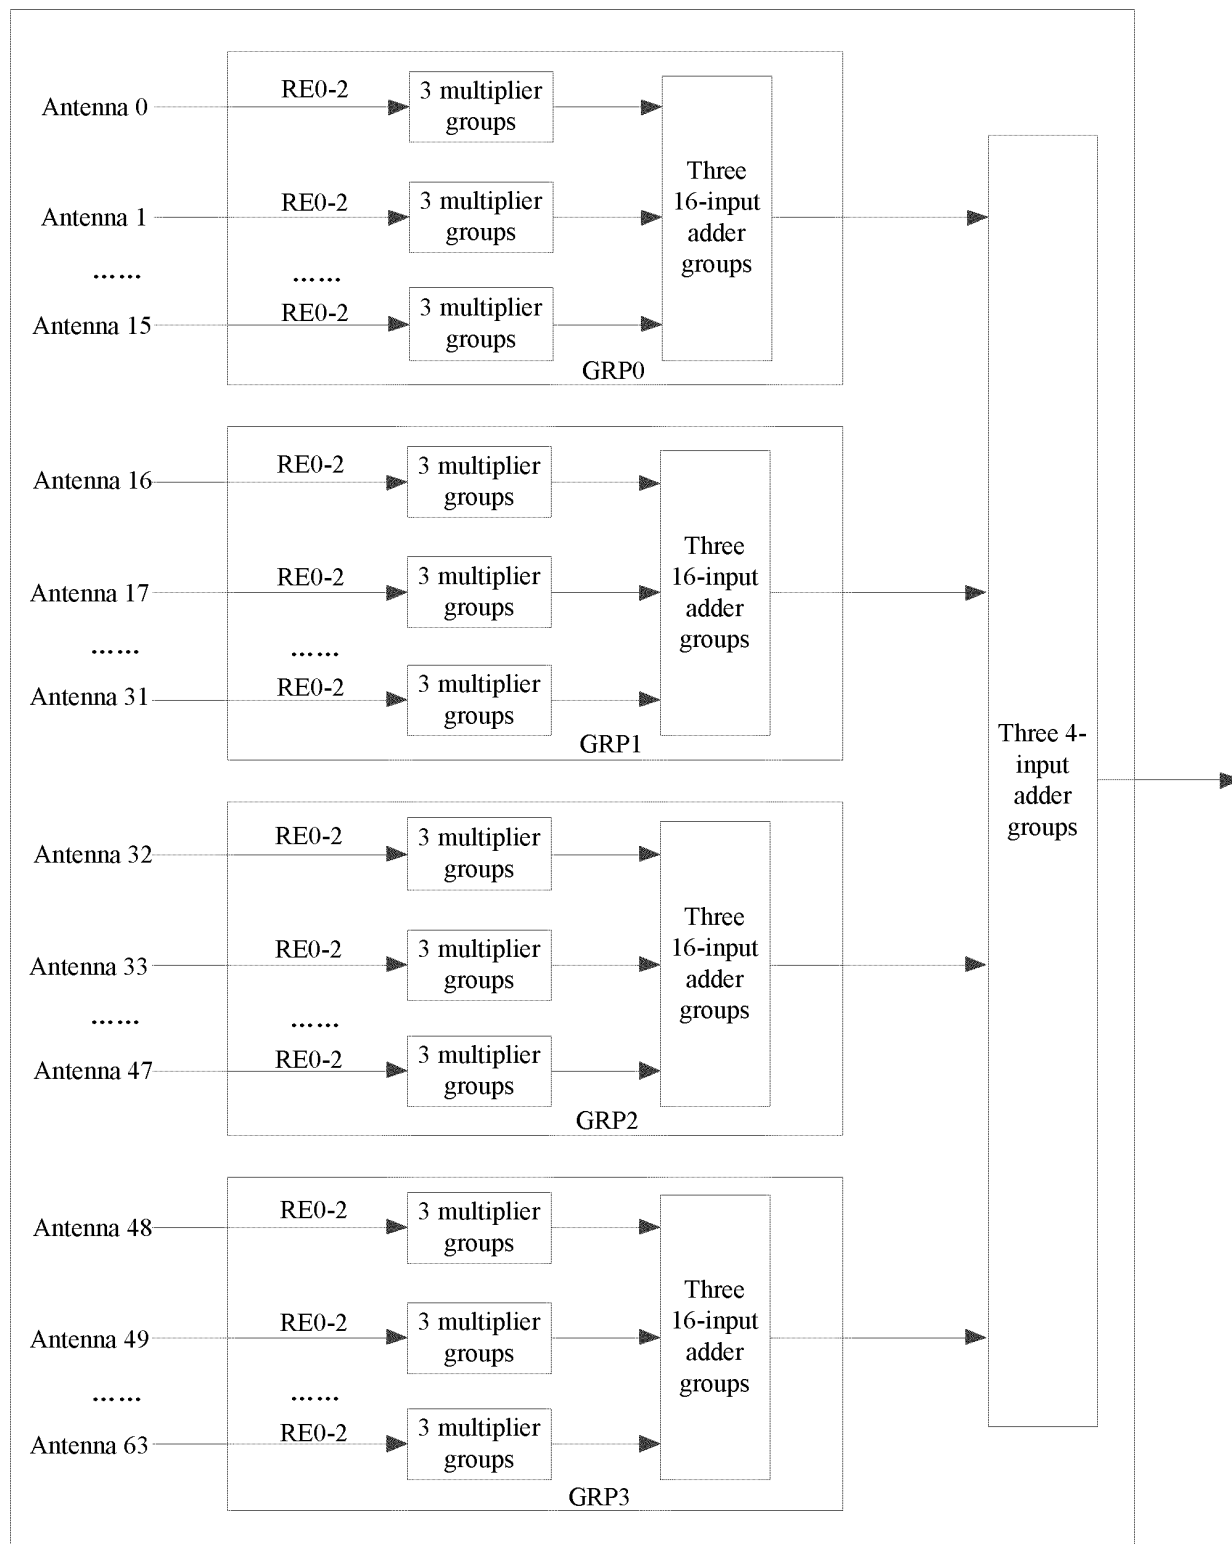 Antenna 0
RE0-2
3 multiplier
groups
Antenna 1
RE0-2
3 multiplier
groups
……
……
Antenna 15
RE0-2
3 multiplier
groups
Three
16-input
adder
groups
GRP0
Antenna 16
RE0-2
3 multiplier
groups
Antenna 17
RE0-2
3 multiplier
groups
……
……
Antenna 31
RE0-2
3 multiplier
groups
Three
16-input
adder
groups
GRP1
Antenna 32
RE0-2
3 multiplier
groups
Antenna 33
RE0-2
3 multiplier
groups
……
……
Antenna 47
RE0-2
3 multiplier
groups
Three
16-input
adder
groups
GRP2
Antenna 48
RE0-2
3 multiplier
groups
Antenna 49
RE0-2
3 multiplier
groups
……
……
Antenna 63
RE0-2
3 multiplier
groups
Three
16-input
adder
groups
GRP3
Three 4-
input
adder
groups